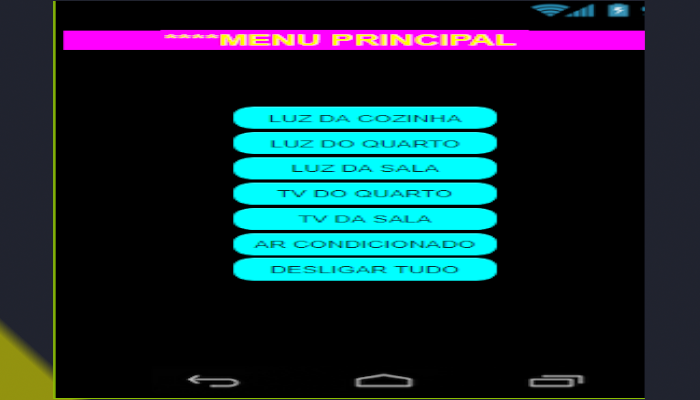 ****MENU PRINCIPAL
LUZ DA COZINHA
LUZ DO QUARTO
LUZ DA SALA
TV DO QUARTO
TV DA SALA
AR CONDICIONADO
DESLIGAR TUDO